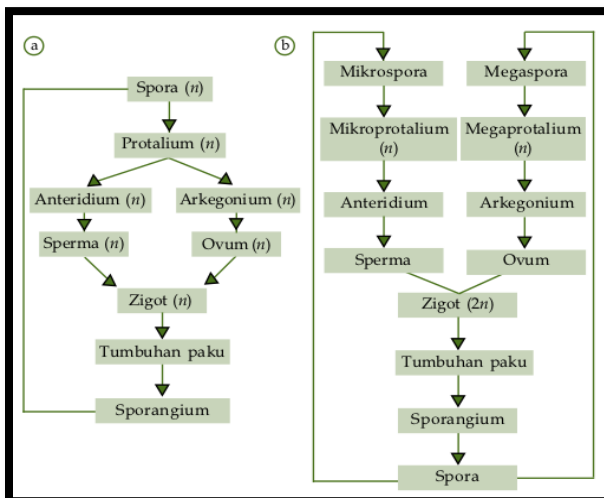 a
Spora (n)
Protalium (n)
Anteridium (n)
Arkegonium (n)
Sperma (n)
Ovum (n)
Zigot (n)
Tumbuhan paku
Sporangium
b
Mikrospora
Megaspora
Mikroprotalium
(n)
Megaprotalium
(n)
Anteridium
Arkegonium
Sperma
Ovum
Zigot (2n)
Tumbuhan paku
Sporangium
Spora